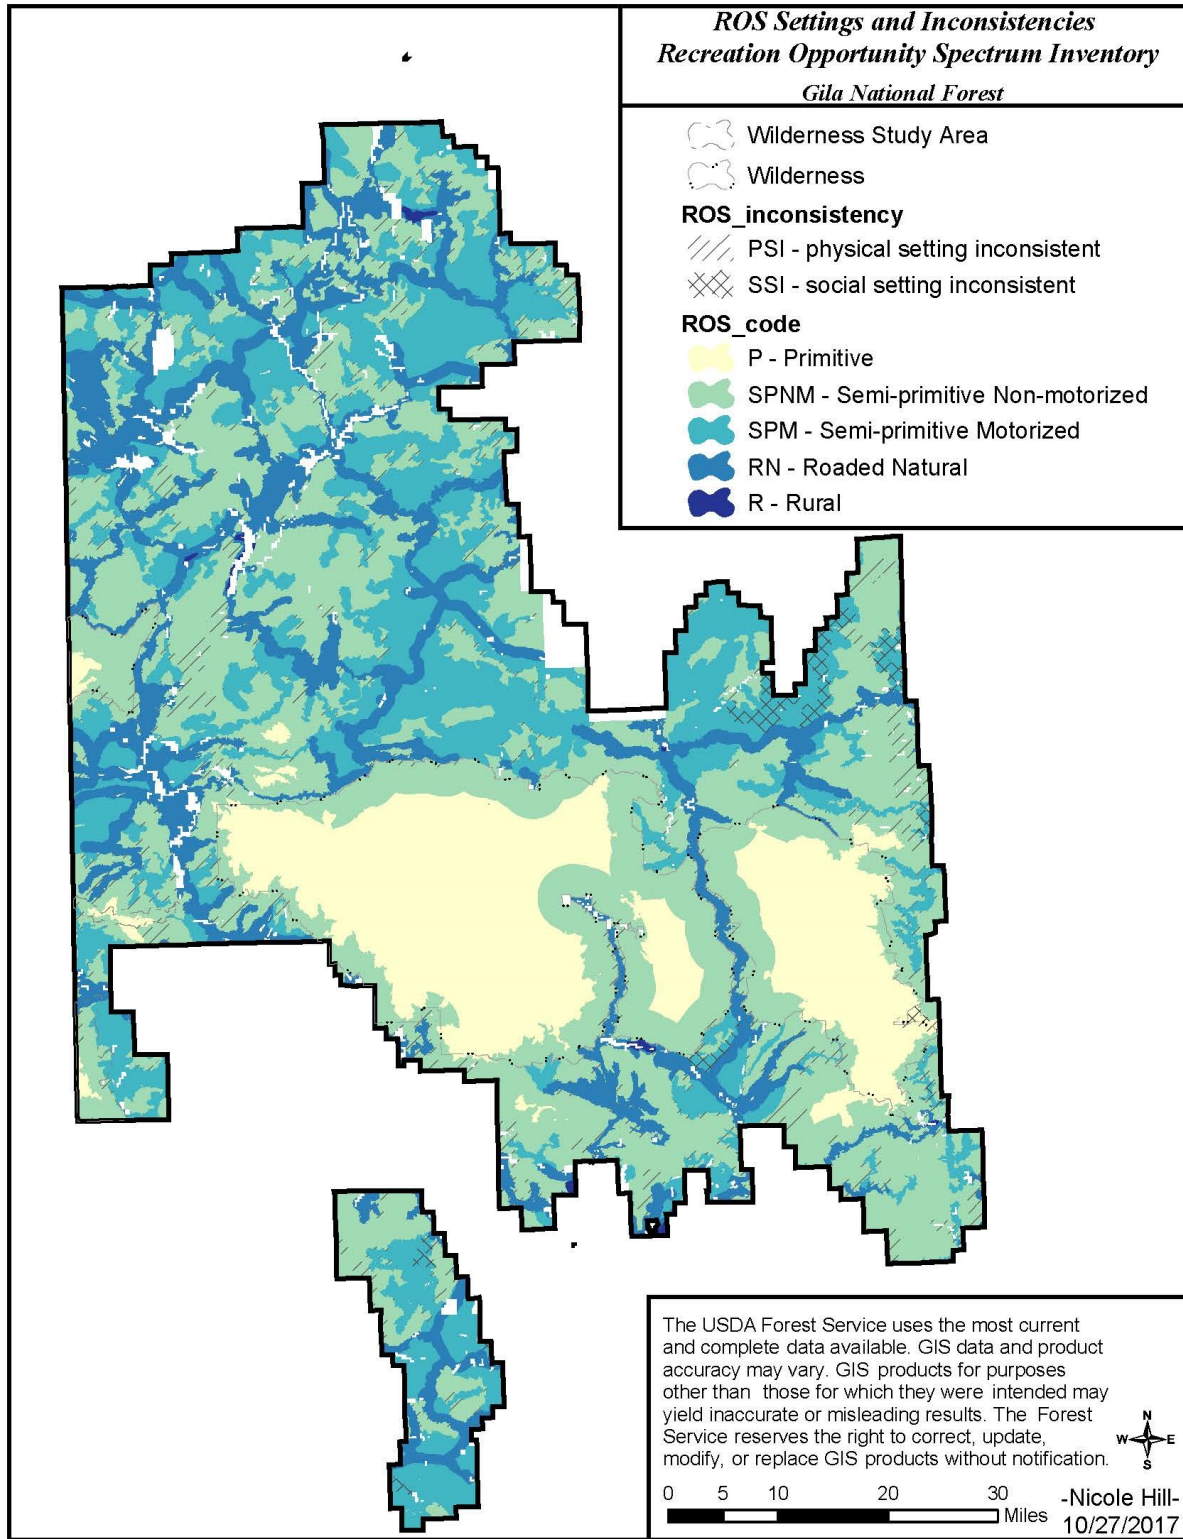 ROS Settings and Inconsistencies
Recreation Opportunity Spectrum Inventory
Gila National Forest
Wilderness Study Area
Wilderness
ROS_inconsistency
PSI - physical setting inconsistent
SSI - social setting inconsistent
ROS_code
P - Primitive
SPNM - Semi-primitive Non-motorized
SPM - Semi-primitive Motorized
RN - Roaded Natural
R - Rural
The USDA Forest Service uses the most current
and complete data available. GIS data and product
accuracy may vary. GIS products for purposes
other than those for which they were intended may
yield inaccurate or misleading results. The Forest
Service reserves the right to correct, update,
modify, or replace GIS products without notification.
N
W E
S
0 5 10 20 30
Miles
-Nicole Hill-
10/27/2017